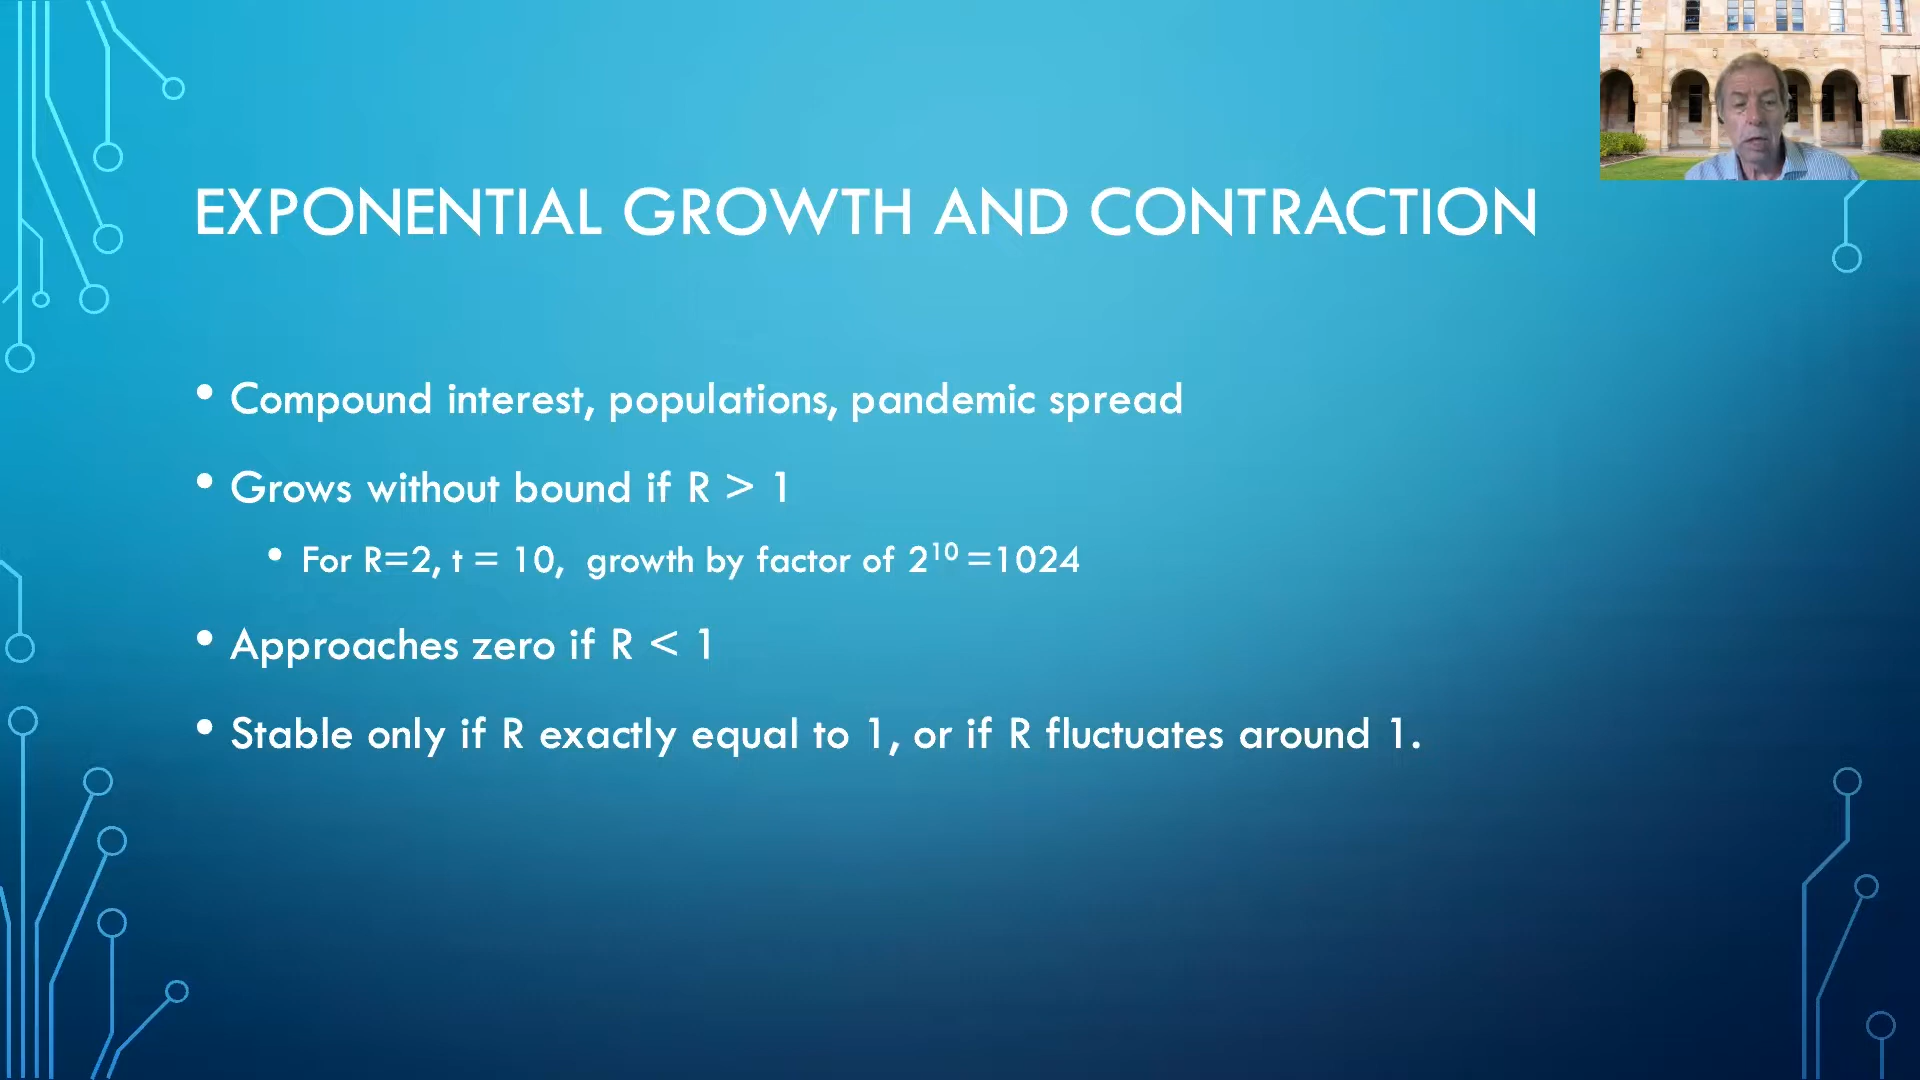 EXPONENTIAL GROWTH AND CONTRACTION
• Compound interest, populations, pandemic spread
• Grows without bound if R > 1
• For R=2, t = 10, growth by factor of 2¹⁰ =1024
• Approaches zero if R < 1
• Stable only if R exactly equal to 1, or if R fluctuates around 1.